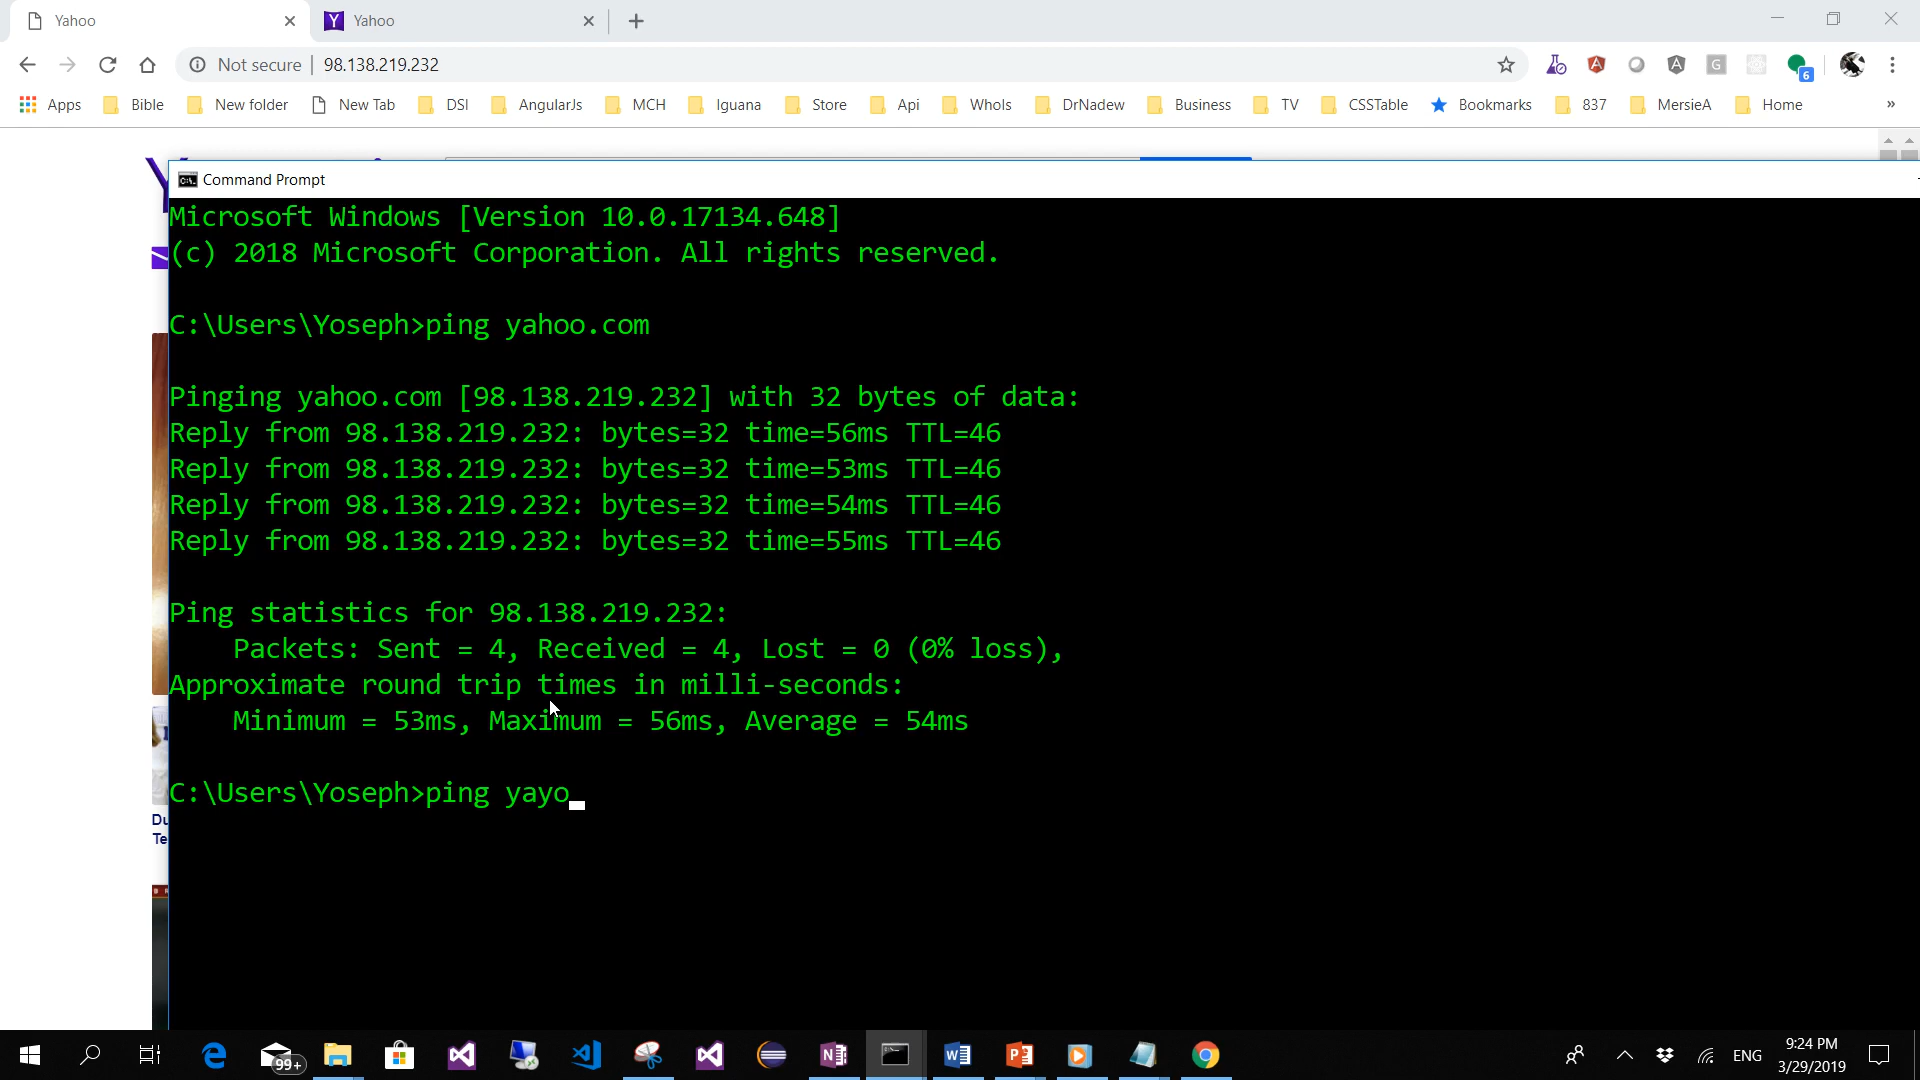 Yahoo
Yahoo
Not secure | 98.138.219.232
Apps Bible New folder New Tab DSI AngularJs MCH Iguana Store Api WhoIs DrNadew Business TV CSSTable Bookmarks 837 MersieA Home »
Command Prompt
Microsoft Windows [Version 10.0.17134.648]
(c) 2018 Microsoft Corporation. All rights reserved.
C:\Users\Yoseph>ping yahoo.com
Pinging yahoo.com [98.138.219.232] with 32 bytes of data:
Reply from 98.138.219.232: bytes=32 time=56ms TTL=46
Reply from 98.138.219.232: bytes=32 time=53ms TTL=46
Reply from 98.138.219.232: bytes=32 time=54ms TTL=46
Reply from 98.138.219.232: bytes=32 time=55ms TTL=46
Ping statistics for 98.138.219.232:
Packets: Sent = 4, Received = 4, Lost = 0 (0% loss),
Approximate round trip times in milli-seconds:
Minimum = 53ms, Maximum = 56ms, Average = 54ms
C:\Users\Yoseph>ping yayo
Du
Te
99+
ENG
9:24 PM
3/29/2019